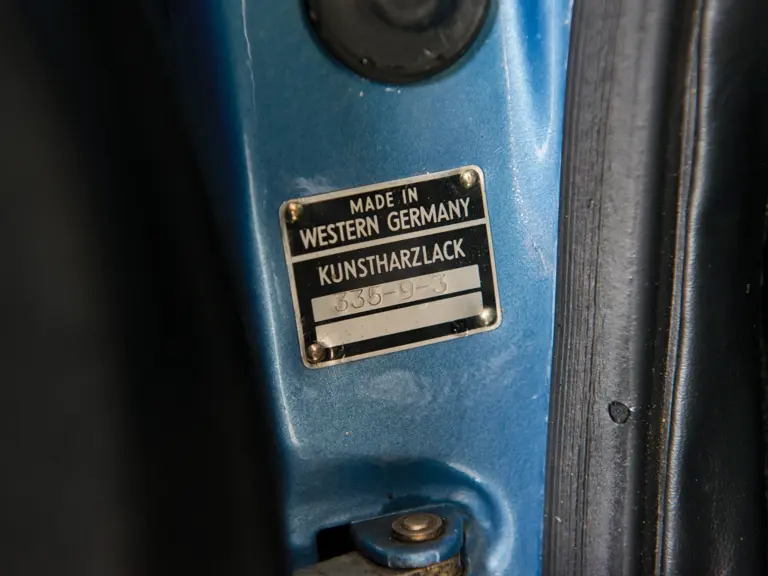 MADE IN
WESTERN GERMANY
KUNSTHARZLACK
335-9-3